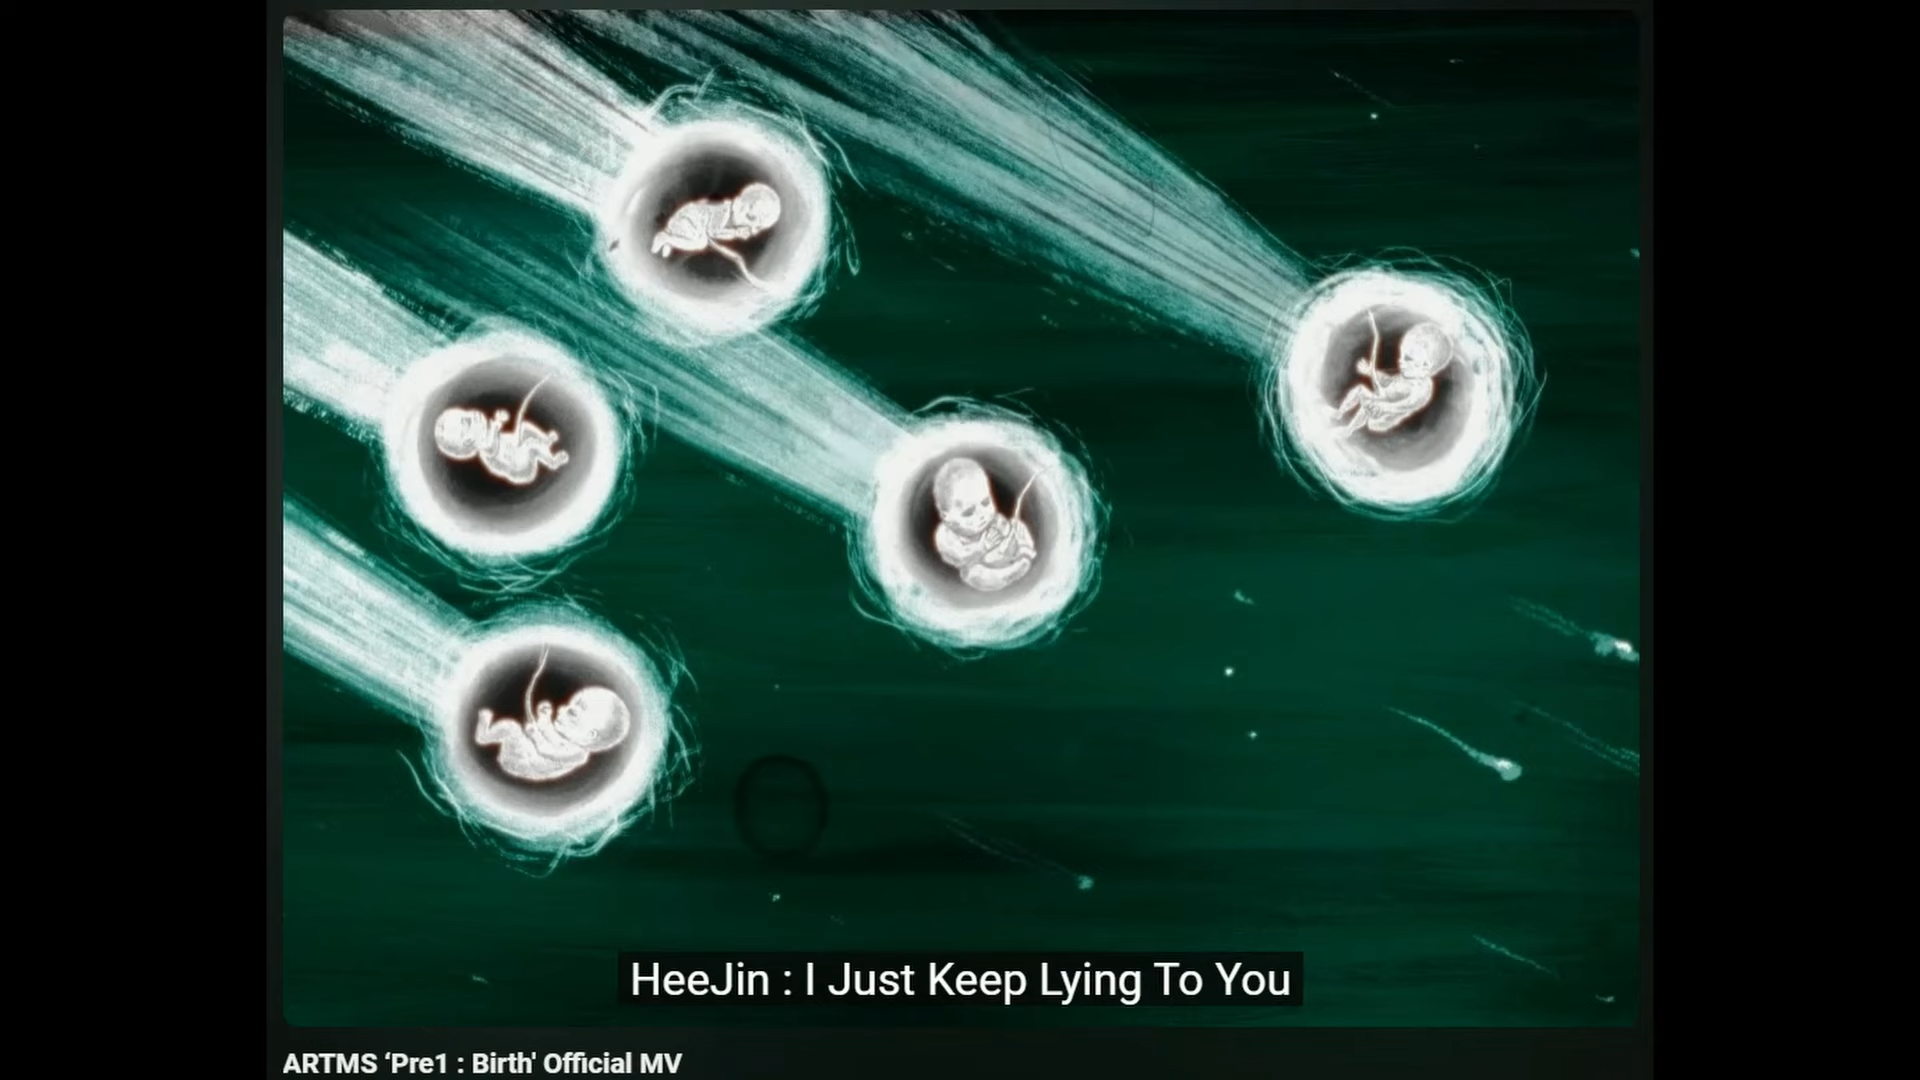 HeeJin : I Just Keep Lying To You
ARTMS ‘Pre1 : Birth' Official MV